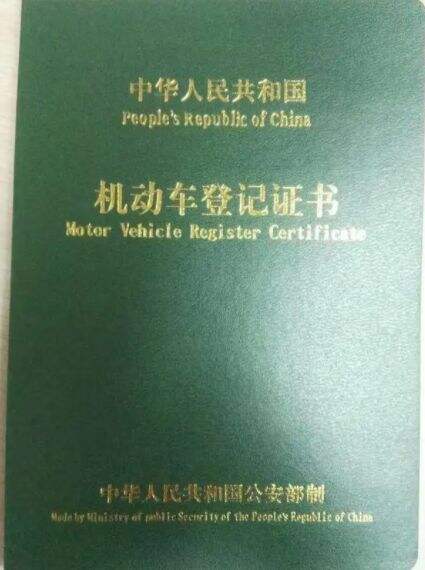 中华人民共和国
People's Republic of China
机动车登记证书
Motor Vehicle Register Certificate
中华人民共和国公安部制
Made by Ministry of public Security of the People's Republic of China